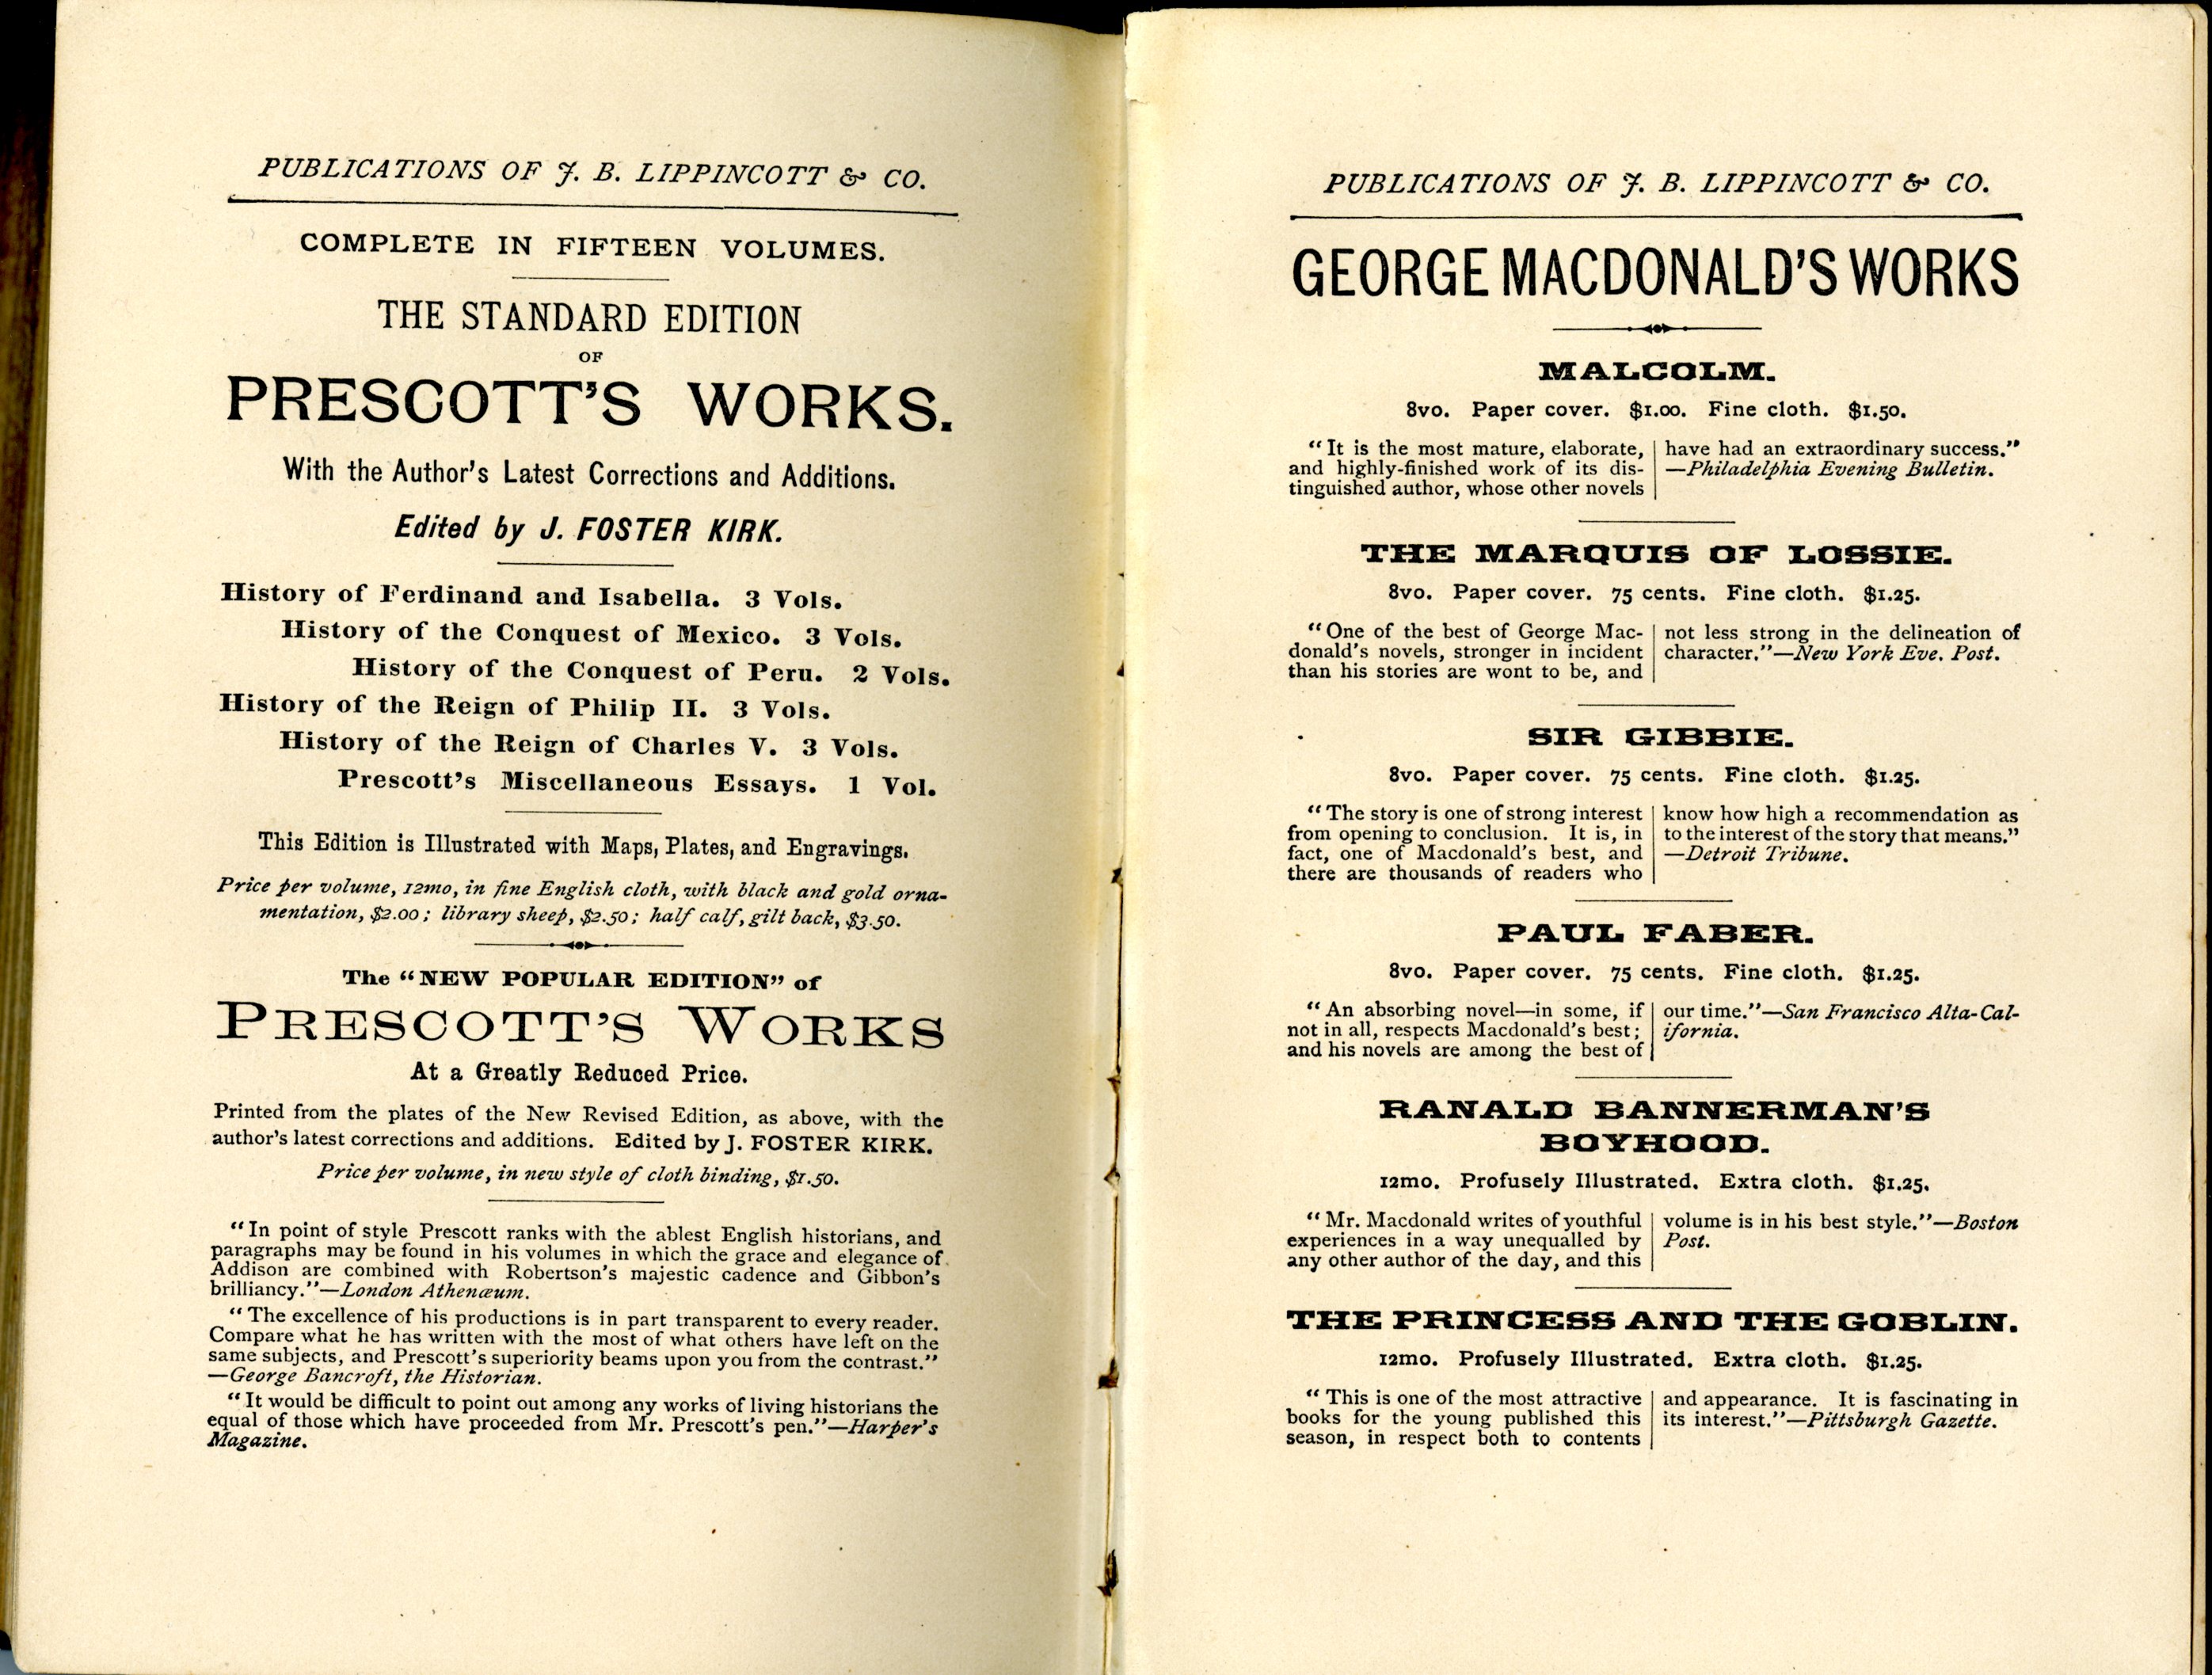 PUBLICATIONS OF J. B. LIPPINCOTT & CO.
COMPLETE IN FIFTEEN VOLUMES.
THE STANDARD EDITION
OF
PRESCOTT'S WORKS.
With the Author's Latest Corrections and Additions.
Edited by J. FOSTER KIRK.
History of Ferdinand and Isabella. 3 Vols.
History of the Conquest of Mexico. 3 Vols.
History of the Conquest of Peru. 2 Vols.
History of the Reign of Philip II. 3 Vols.
History of the Reign of Charles V. 3 Vols.
Prescott's Miscellaneous Essays. 1 Vol.
This Edition is Illustrated with Maps, Plates, and Engravings.
Price per volume, 12mo, in fine English cloth, with black and gold orna-
mentation, $2.00; library sheep, $2.50; half calf, gilt back, $3.50.
The "NEW POPULAR EDITION" of
PRESCOTT'S WORKS
At a Greatly Reduced Price.
Printed from the plates of the New Revised Edition, as above, with the
author's latest corrections and additions. Edited by J. FOSTER KIRK.
Price per volume, in new style of cloth binding, $1.50.
"In point of style Prescott ranks with the ablest English historians, and
paragraphs may be found in his volumes in which the grace and elegance of
Addison are combined with Robertson's majestic cadence and Gibbon's
brilliancy."—London Athenæum.
"The excellence of his productions is in part transparent to every reader.
Compare what he has written with the most of what others have left on the
same subjects, and Prescott's superiority beams upon you from the contrast."
—George Bancroft, the Historian.
"It would be difficult to point out among any works of living historians the
equal of those which have proceeded from Mr. Prescott's pen."—Harper's
Magazine.
PUBLICATIONS OF J. B. LIPPINCOTT & CO.
GEORGE MACDONALD'S WORKS
MALCOLM.
8vo. Paper cover. $1.00. Fine cloth. $1.50.
"It is the most mature, elaborate,
and highly-finished work of its dis-
tinguished author, whose other novels
have had an extraordinary success."
—Philadelphia Evening Bulletin.
THE MARQUIS OF LOSSIE.
8vo. Paper cover. 75 cents. Fine cloth. $1.25.
"One of the best of George Mac-
donald's novels, stronger in incident
than his stories are wont to be, and
not less strong in the delineation of
character."—New York Eve. Post.
SIR GIBBIE.
8vo. Paper cover. 75 cents. Fine cloth. $1.25.
"The story is one of strong interest
from opening to conclusion. It is, in
fact, one of Macdonald's best, and
there are thousands of readers who
know how high a recommendation as
to the interest of the story that means."
—Detroit Tribune.
PAUL FABER.
8vo. Paper cover. 75 cents. Fine cloth. $1.25.
"An absorbing novel—in some, if
not in all, respects Macdonald's best;
and his novels are among the best of
our time."—San Francisco Alta-Cal-
ifornia.
RANALD BANNERMAN'S
BOYHOOD.
12mo. Profusely Illustrated. Extra cloth. $1.25.
"Mr. Macdonald writes of youthful
experiences in a way unequalled by
any other author of the day, and this
volume is in his best style."—Boston
Post.
THE PRINCESS AND THE GOBLIN.
12mo. Profusely Illustrated. Extra cloth. $1.25.
"This is one of the most attractive
books for the young published this
season, in respect both to contents
and appearance. It is fascinating in
its interest."—Pittsburgh Gazette.